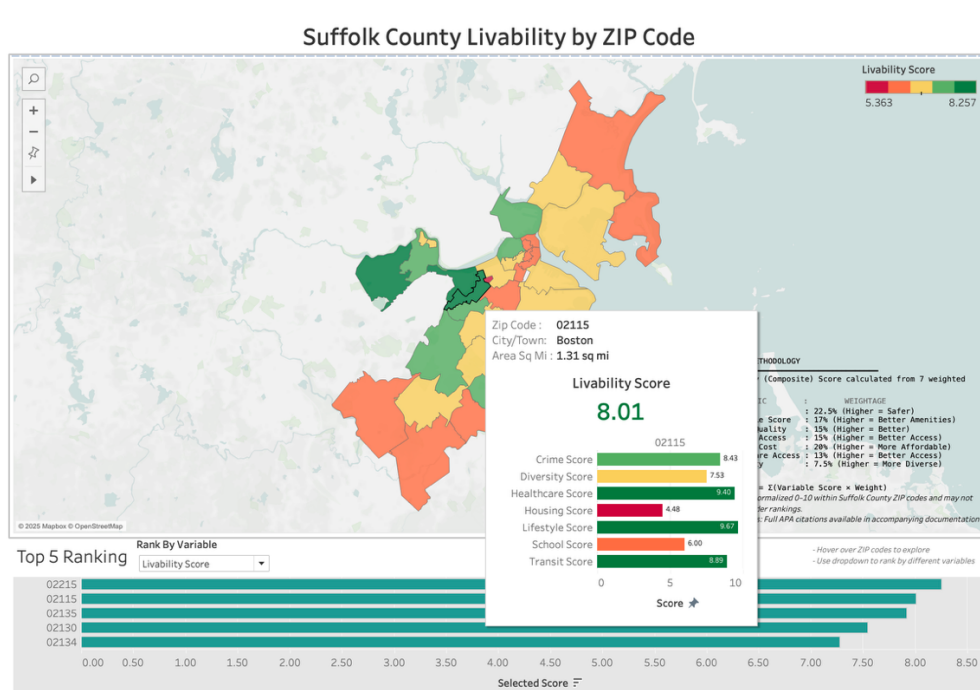 Suffolk County Livability by ZIP Code
Livability Score
5.363 8.257
Zip Code : 02115
City/Town: Boston
Area Sq Mi : 1.31 sq mi
Livability Score
8.01
02115
Crime Score 8.43
Diversity Score 7.53
Healthcare Score 9.40
Housing Score 4.48
Lifestyle Score 9.67
School Score 6.00
Transit Score 8.89
0 5 10
Score
THODOLOGY
(Composite) Score calculated from 7 weighted
IC : WEIGHTAGE
: 22.5% (Higher = Safer)
e Score : 17% (Higher = Better Amenities)
uality : 15% (Higher = Better)
Access : 15% (Higher = Better Access)
Cost : 20% (Higher = More Affordable)
re Access : 13% (Higher = Better Access)
y : 7.5% (Higher = More Diverse)
= Σ(Variable Score × Weight)
ormalized 0–10 within Suffolk County ZIP codes and may not
der rankings.
s: Full APA citations available in accompanying documentation
© 2025 Mapbox © OpenStreetMap
Top 5 Ranking
Rank By Variable
Livability Score
- Hover over ZIP codes to explore
- Use dropdown to rank by different variables
02215
02115
02135
02130
02134
0.00 0.50 1.00 1.50 2.00 2.50 3.00 3.50 4.00 4.50 5.00 5.50 6.00 6.50 7.00 7.50 8.00 8.50
Selected Score